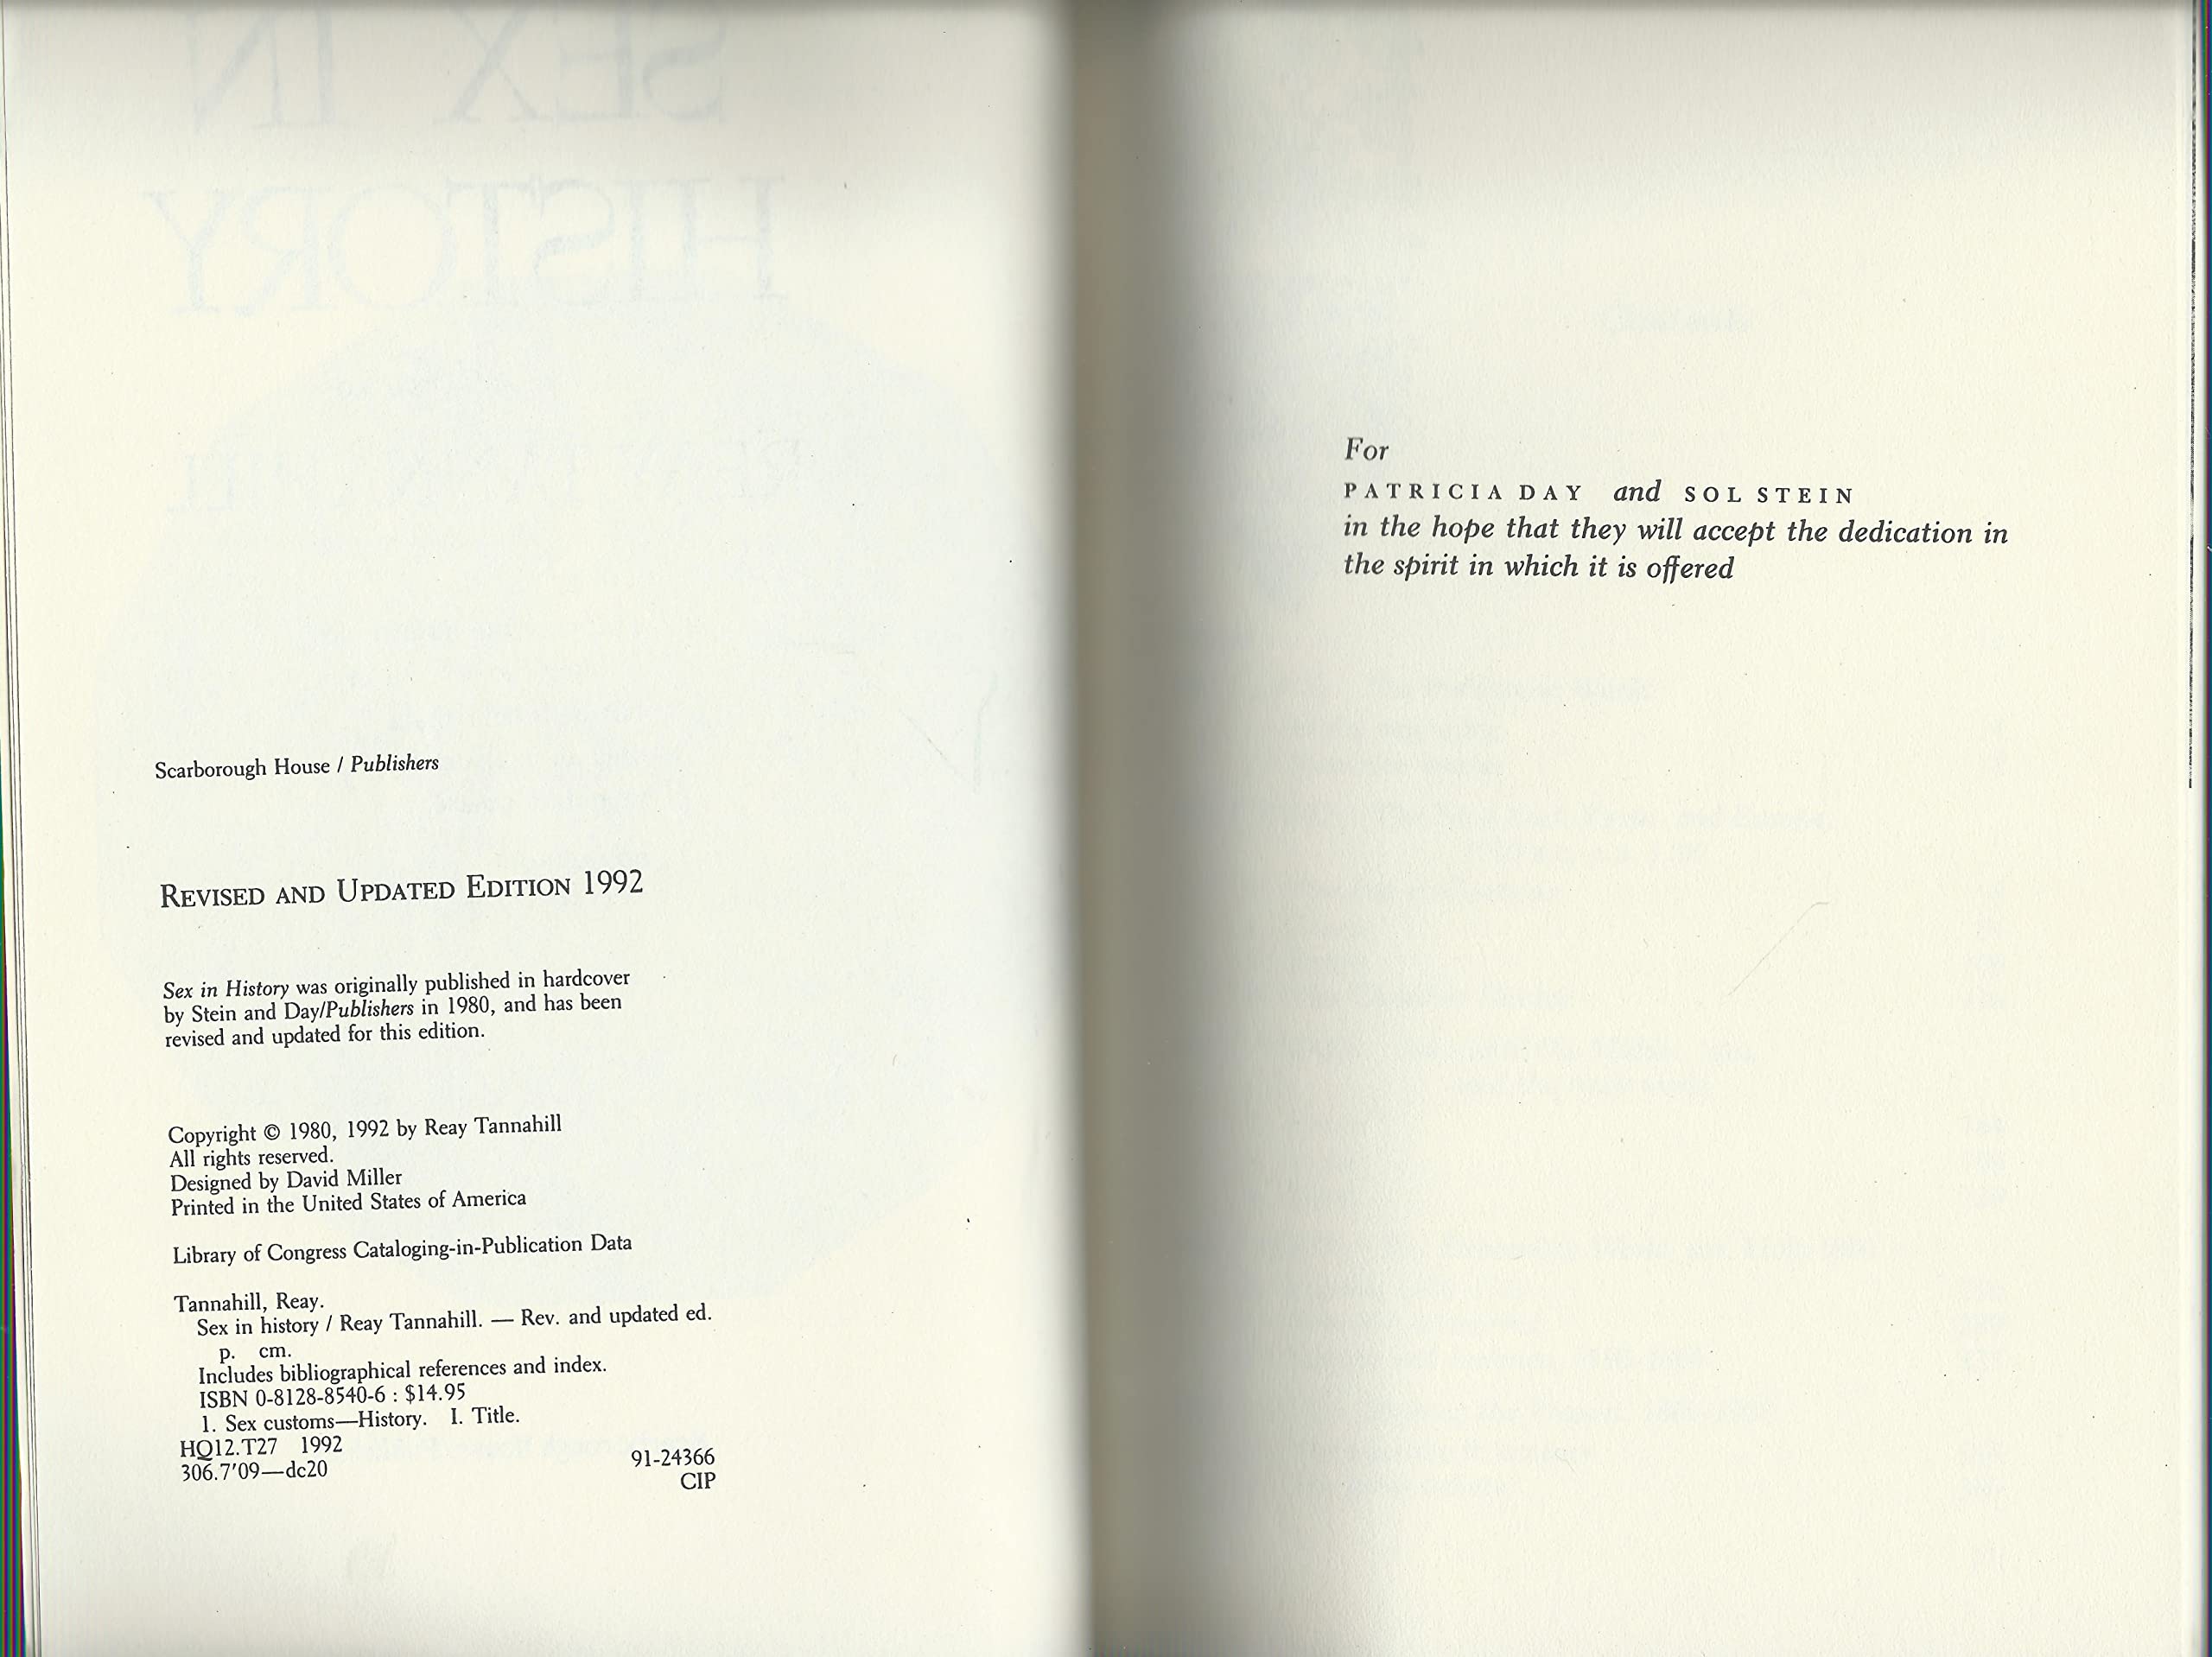 Scarborough House / Publishers
REVISED AND UPDATED EDITION 1992
Sex in History was originally published in hardcover
by Stein and Day/Publishers in 1980, and has been
revised and updated for this edition.
Copyright © 1980, 1992 by Reay Tannahill
All rights reserved.
Designed by David Miller
Printed in the United States of America
Library of Congress Cataloging-in-Publication Data
Tannahill, Reay.
Sex in history / Reay Tannahill. — Rev. and updated ed.
p. cm.
Includes bibliographical references and index.
ISBN 0-8128-8540-6 : $14.95
1. Sex customs—History. I. Title.
HQ12.T27 1992
306.7'09—dc20
91-24366
CIP
For
PATRICIA DAY and SOL STEIN
in the hope that they will accept the dedication in
the spirit in which it is offered